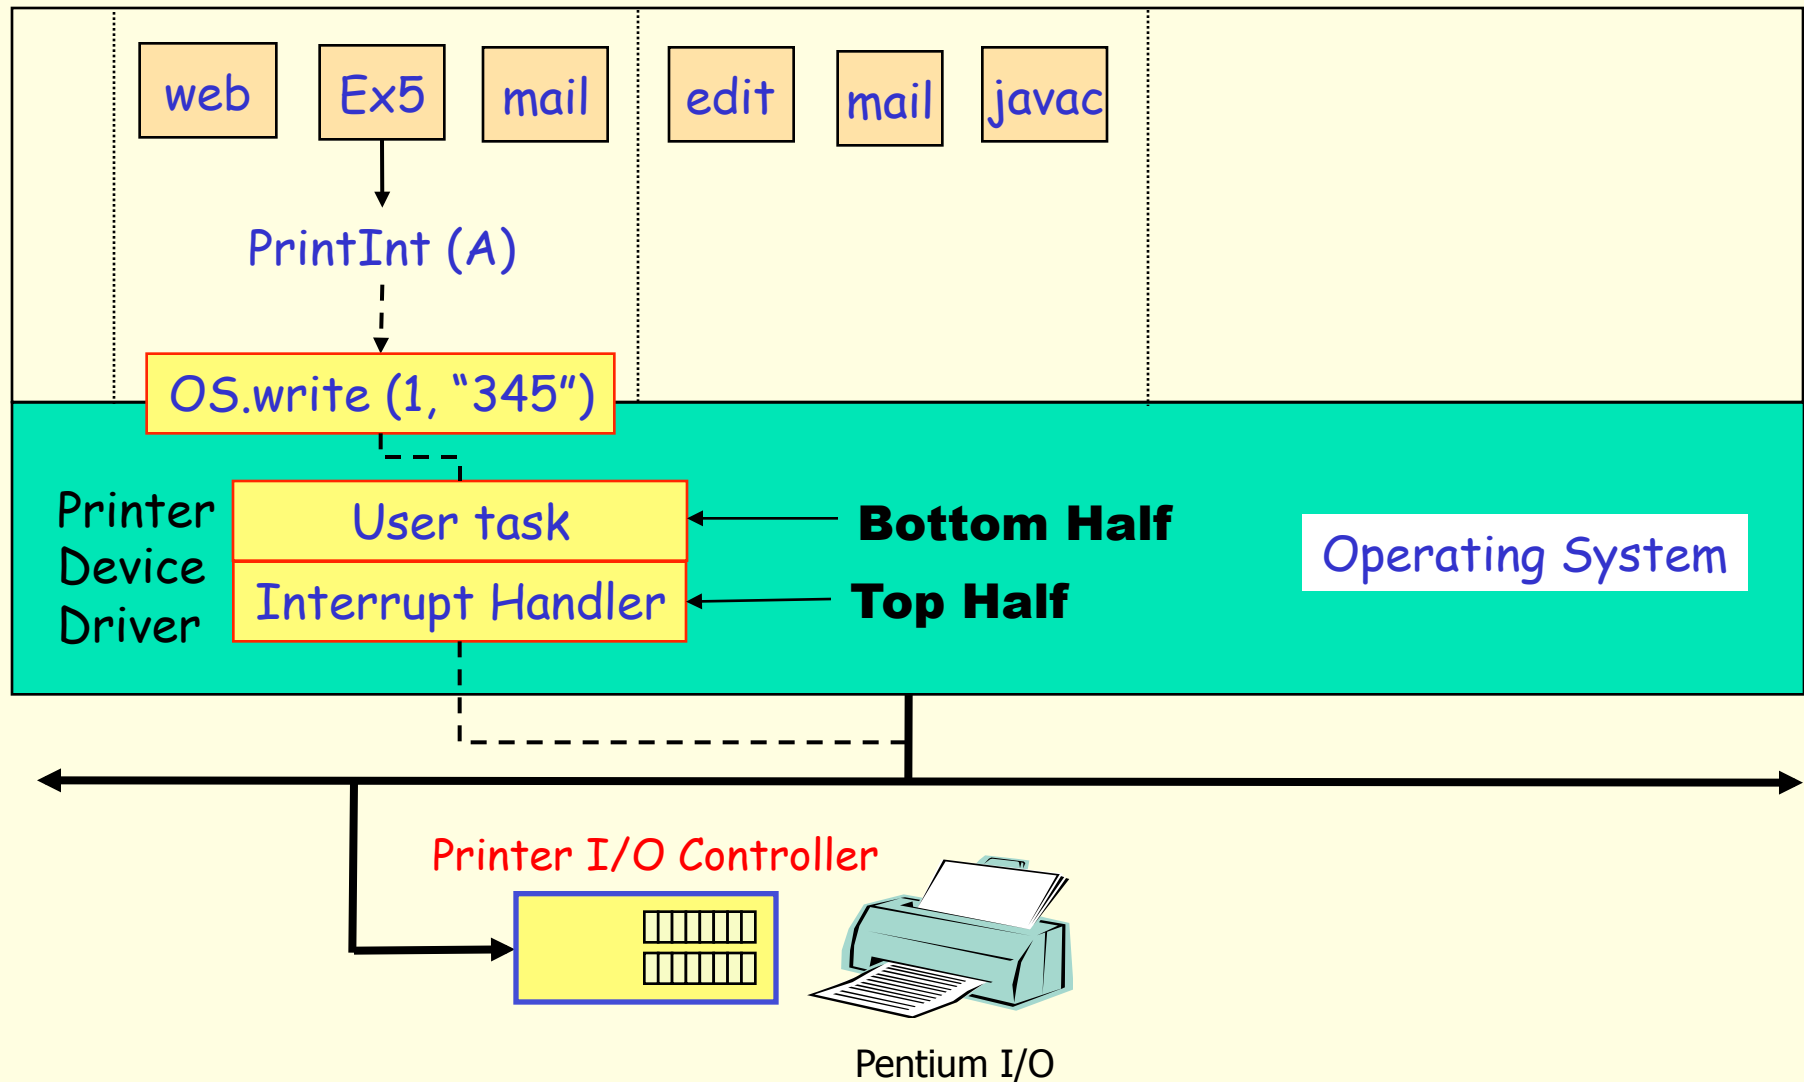 web
Ex5
mail
edit
mail
javac
PrintInt (A)
OS.write (1, “345”)
Printer
Device
Driver
User task
Interrupt Handler
Bottom Half
Top Half
Operating System
Printer I/O Controller
Pentium I/O